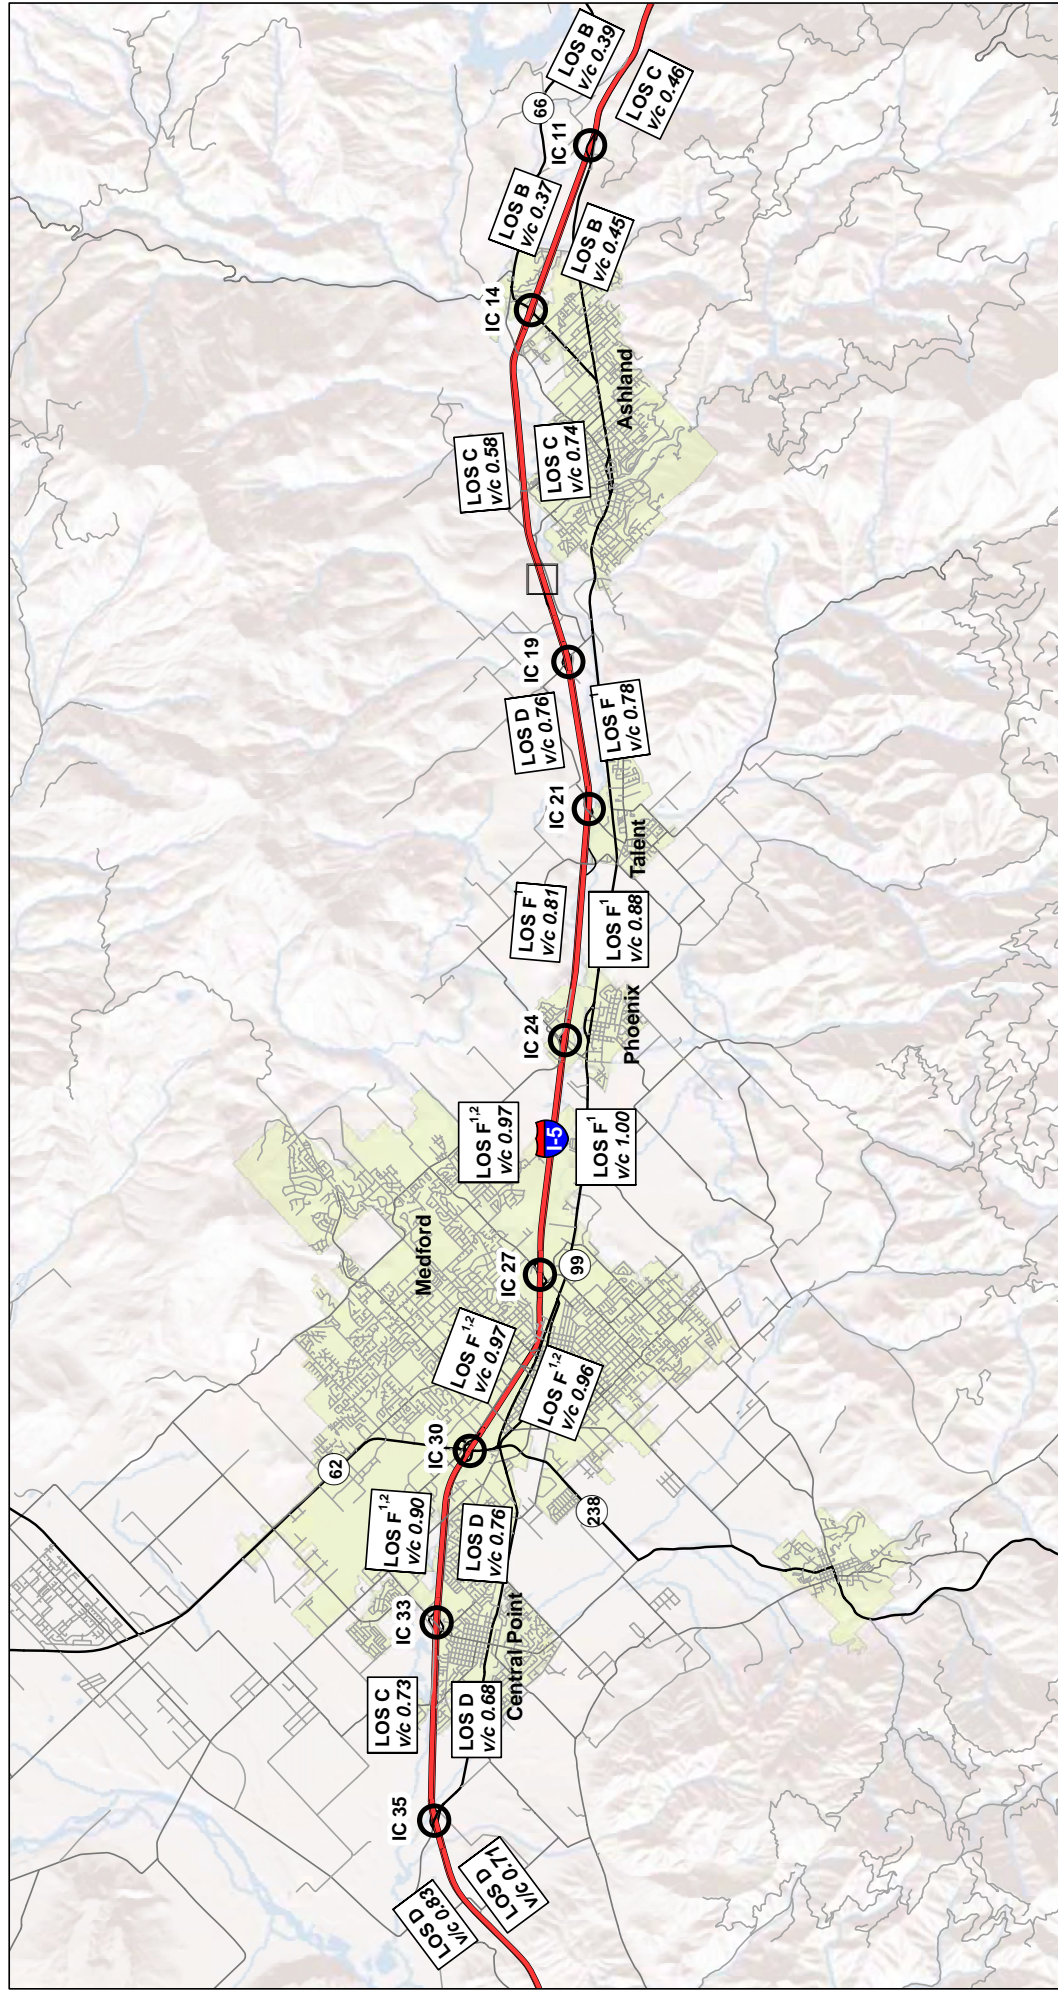 LOS D
v/c 0.83
LOS D
v/c 0.71
IC 35
LOS C
v/c 0.73
LOS D
v/c 0.68
Central Point
IC 33
LOS F1,2
v/c 0.90
LOS D
v/c 0.76
62
238
IC 30
LOS F1,2
v/c 0.97
LOS F1,2
v/c 0.96
Medford
IC 27
99
LOS F1,2
v/c 0.97
I-5
LOS F1
v/c 1.00
IC 24
Phoenix
LOS F1
v/c 0.81
LOS F1
v/c 0.88
Talent
IC 21
LOS D
v/c 0.76
LOS F1
v/c 0.78
IC 19
LOS C
v/c 0.58
LOS C
v/c 0.74
Ashland
IC 14
LOS B
v/c 0.37
LOS B
v/c 0.45
IC 11
66
LOS B
v/c 0.39
LOS C
v/c 0.46